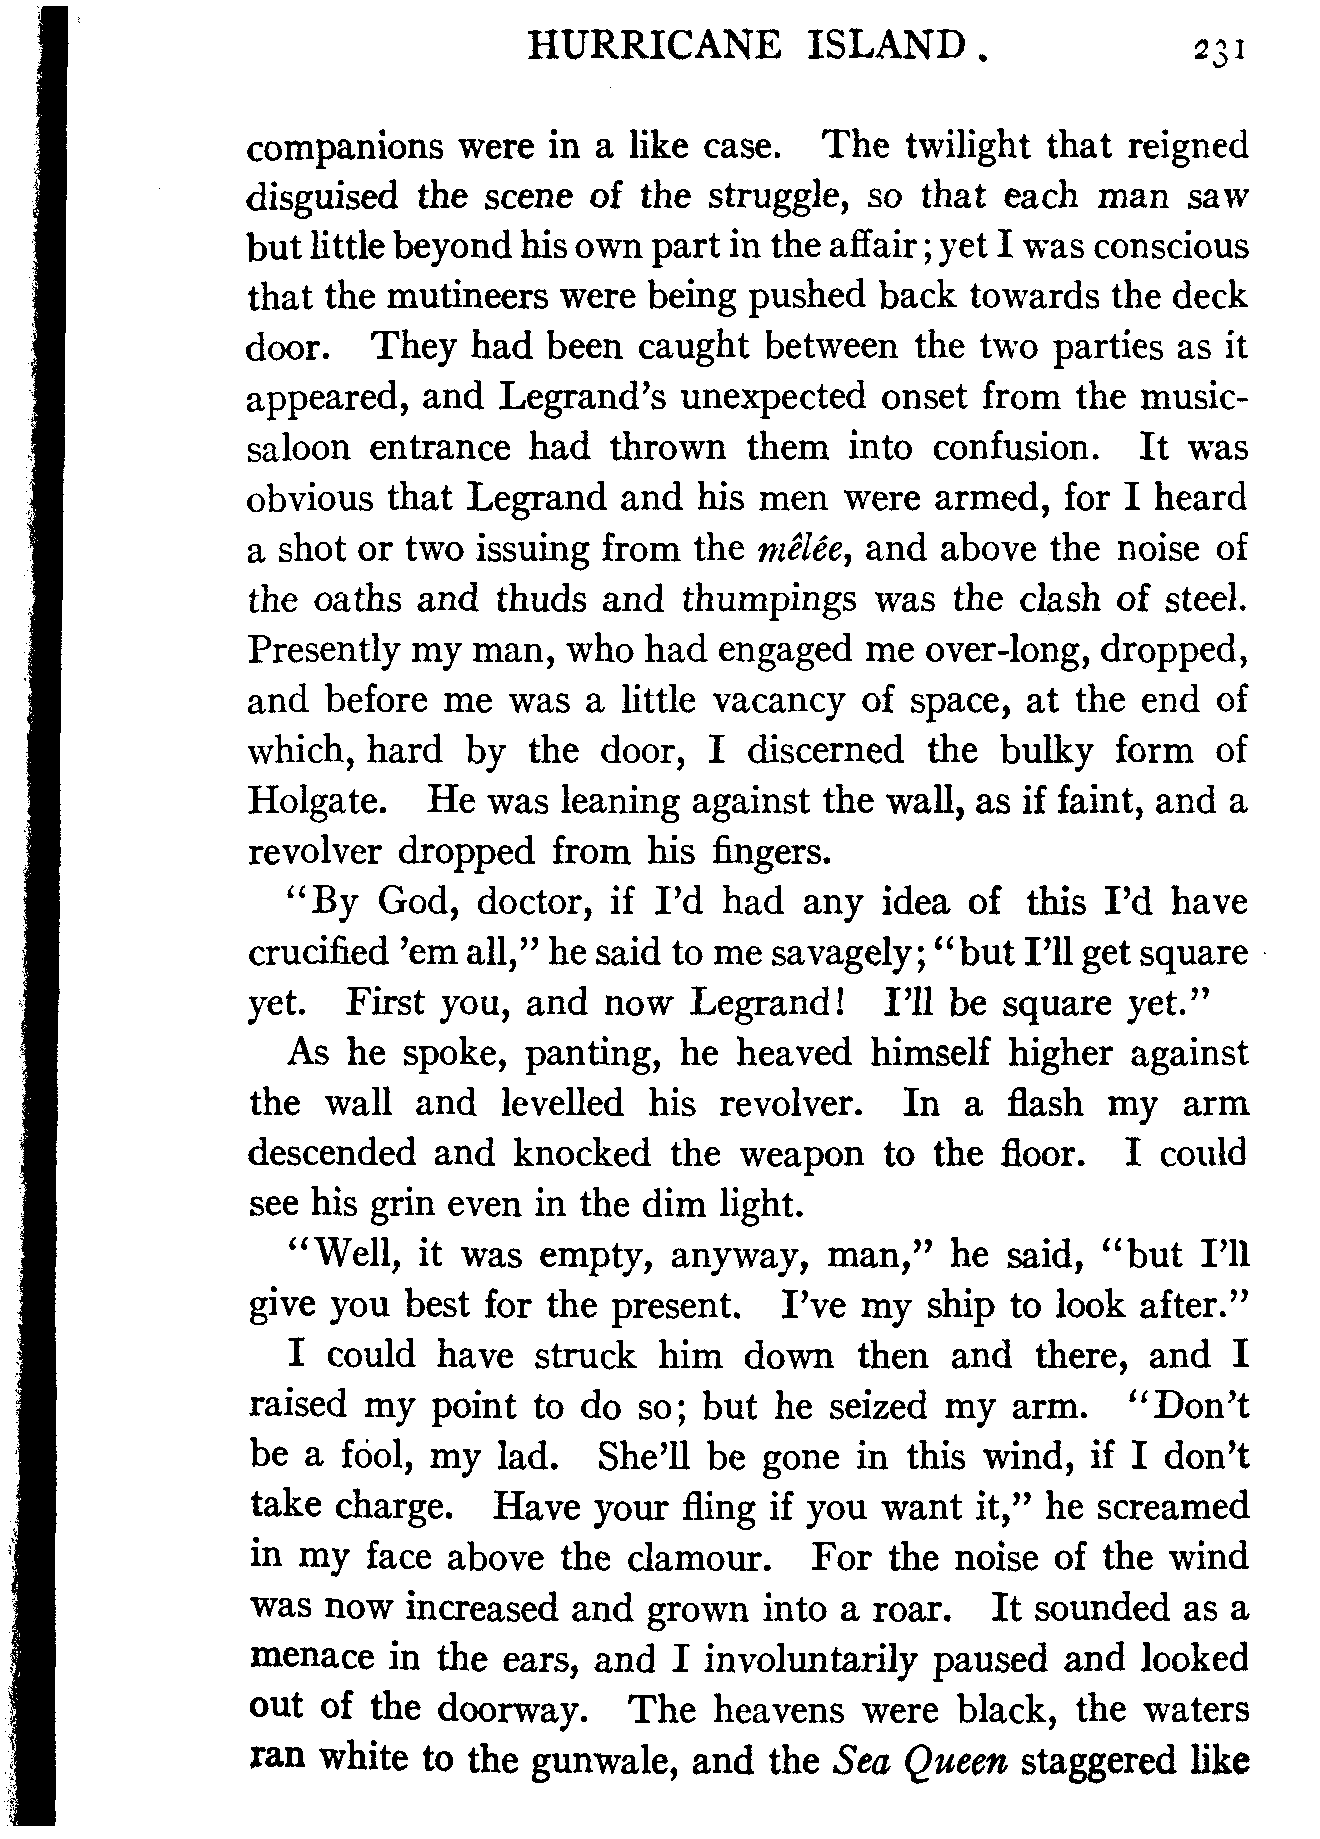 HURRICANE ISLAND. 231
companions were in a like case. The twilight that reigned
disguised the scene of the struggle, so that each man saw
but little beyond his own part in the affair; yet I was conscious
that the mutineers were being pushed back towards the deck
door. They had been caught between the two parties as it
appeared, and Legrand's unexpected onset from the music-
saloon entrance had thrown them into confusion. It was
obvious that Legrand and his men were armed, for I heard
a shot or two issuing from the mêlée, and above the noise of
the oaths and thuds and thumpings was the clash of steel.
Presently my man, who had engaged me over-long, dropped,
and before me was a little vacancy of space, at the end of
which, hard by the door, I discerned the bulky form of
Holgate. He was leaning against the wall, as if faint, and a
revolver dropped from his fingers.
"By God, doctor, if I'd had any idea of this I'd have
crucified 'em all," he said to me savagely; "but I'll get square
yet. First you, and now Legrand! I'll be square yet."
As he spoke, panting, he heaved himself higher against
the wall and levelled his revolver. In a flash my arm
descended and knocked the weapon to the floor. I could
see his grin even in the dim light.
"Well, it was empty, anyway, man," he said, "but I'll
give you best for the present. I've my ship to look after."
I could have struck him down then and there, and I
raised my point to do so; but he seized my arm. "Don't
be a fool, my lad. She'll be gone in this wind, if I don't
take charge. Have your fling if you want it," he screamed
in my face above the clamour. For the noise of the wind
was now increased and grown into a roar. It sounded as a
menace in the ears, and I involuntarily paused and looked
out of the doorway. The heavens were black, the waters
ran white to the gunwale, and the Sea Queen staggered like